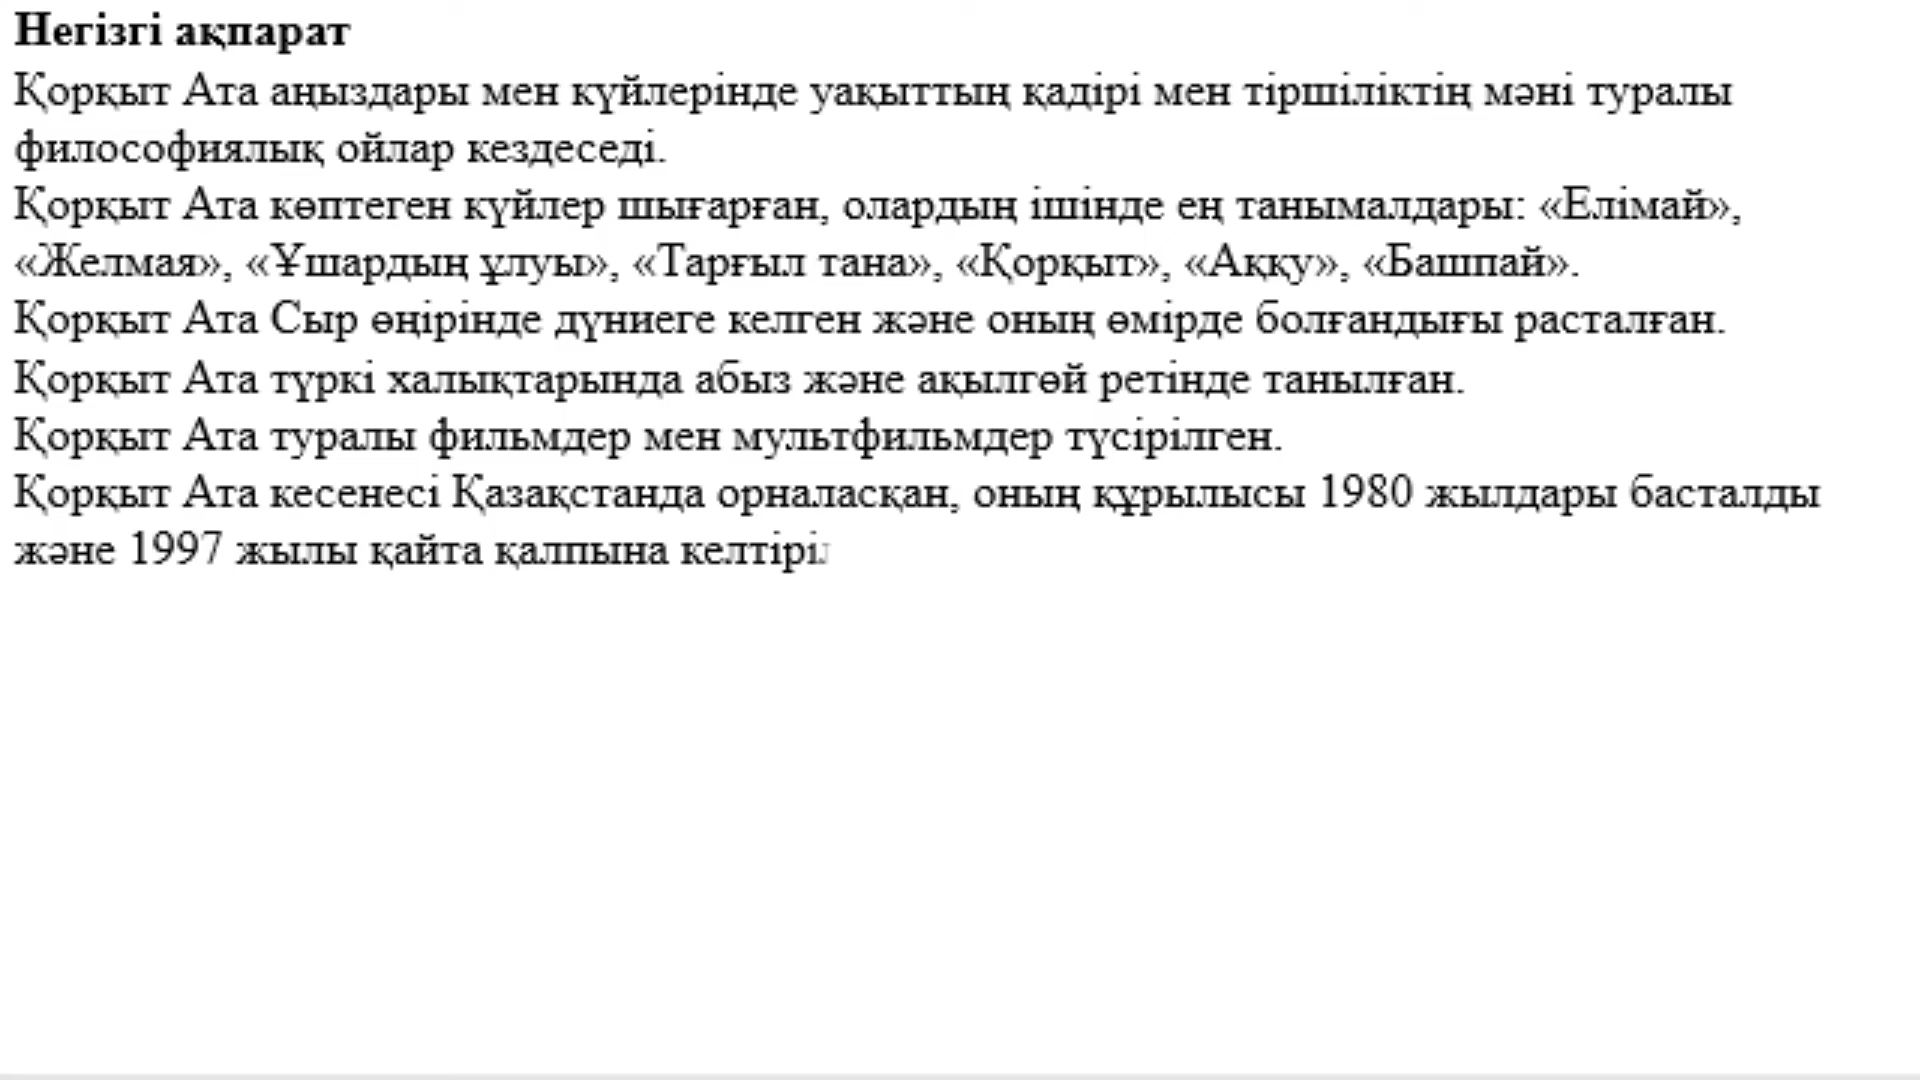 Негізгі ақпарат
Қорқыт Ата аңыздары мен күйлерінде уақыттың қадірі мен тіршіліктің мәні туралы
философиялық ойлар кездеседі.
Қорқыт Ата көптеген күйлер шығарған, олардың ішінде ең танымалдары: «Елімай»,
«Желмая», «Ұшардың ұлуы», «Тарғыл тана», «Қорқыт», «Аққу», «Башпай».
Қорқыт Ата Сыр өңірінде дүниеге келген және оның өмірде болғандығы расталған.
Қорқыт Ата түркі халықтарында абыз және ақылгөй ретінде танылған.
Қорқыт Ата туралы фильмдер мен мультфильмдер түсірілген.
Қорқыт Ата кесенесі Қазақстанда орналасқан, оның құрылысы 1980 жылдары басталды
және 1997 жылы қайта қалпына келтіріл